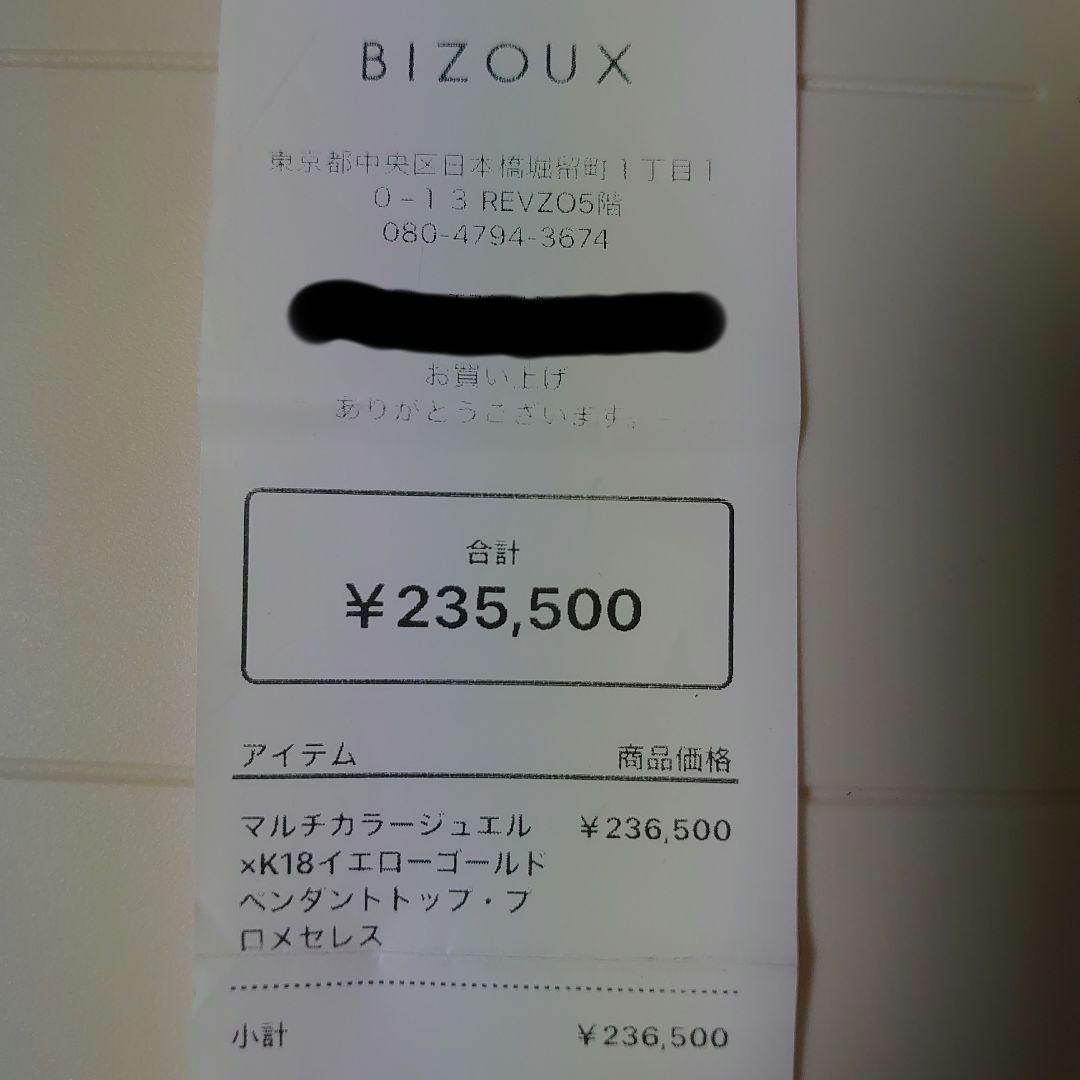 BIZOUX
東京都中央区日本橋堀留町1丁目1
0-13 REVZO5階
080-4794-3674
お買い上げ
ありがとうございます。
合計
¥235,500
アイテム 商品価格
マルチカラージュエル ¥236,500
×K18イエローゴールド
ペンダントトップ・プ
ロメセレス
小計 ¥236,500